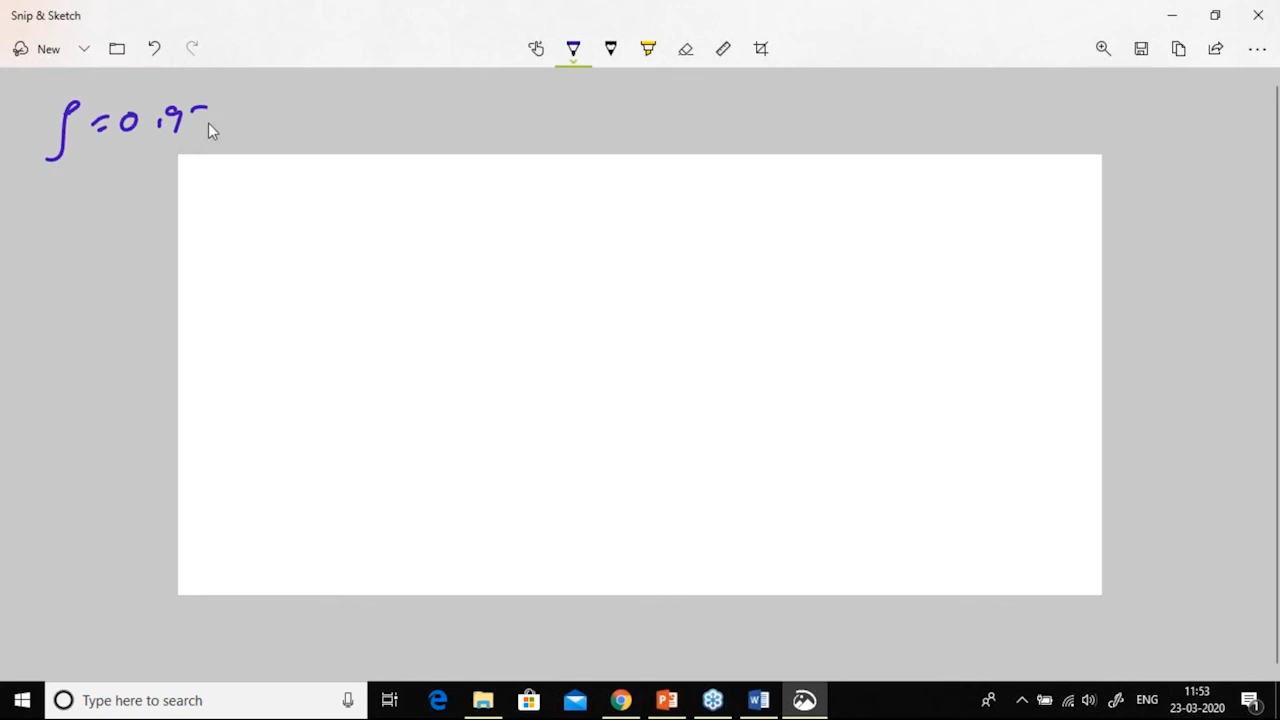 Snip & Sketch
New
= 0.9
Type here to search
ENG
11:53
23-03-2020